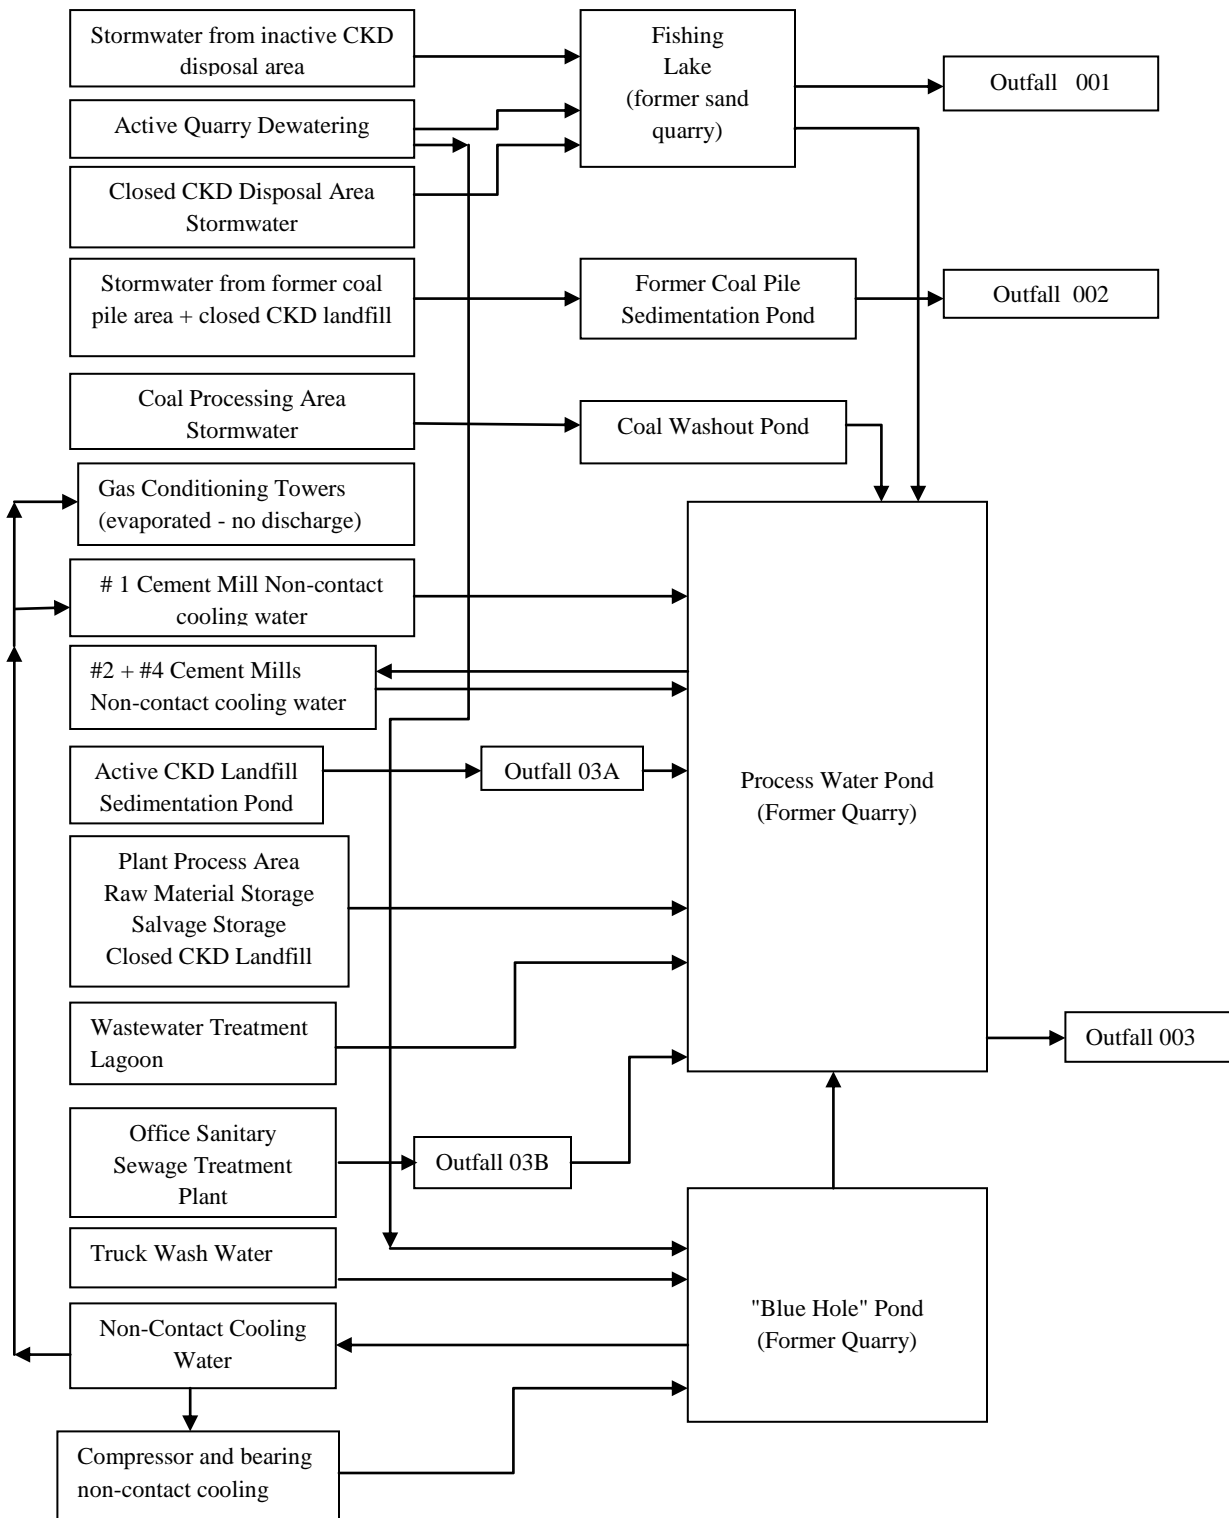 Stormwater from inactive CKD
disposal area
Fishing
Lake
(former sand
quarry)
Outfall 001
Active Quarry Dewatering
Closed CKD Disposal Area
Stormwater
Stormwater from former coal
pile area + closed CKD landfill
Former Coal Pile
Sedimentation Pond
Outfall 002
Coal Processing Area
Stormwater
Coal Washout Pond
Gas Conditioning Towers
(evaporated - no discharge)
# 1 Cement Mill Non-contact
cooling water
#2 + #4 Cement Mills
Non-contact cooling water
Active CKD Landfill
Sedimentation Pond
Outfall 03A
Process Water Pond
(Former Quarry)
Plant Process Area
Raw Material Storage
Salvage Storage
Closed CKD Landfill
Wastewater Treatment
Lagoon
Outfall 003
Office Sanitary
Sewage Treatment
Plant
Outfall 03B
Truck Wash Water
"Blue Hole" Pond
(Former Quarry)
Non-Contact Cooling
Water
Compressor and bearing
non-contact cooling